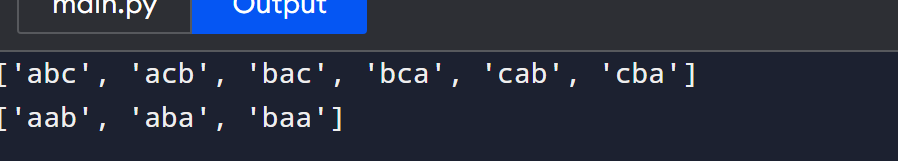 main.py Output
['abc', 'acb', 'bac', 'bca', 'cab', 'cba']
['aab', 'aba', 'baa']